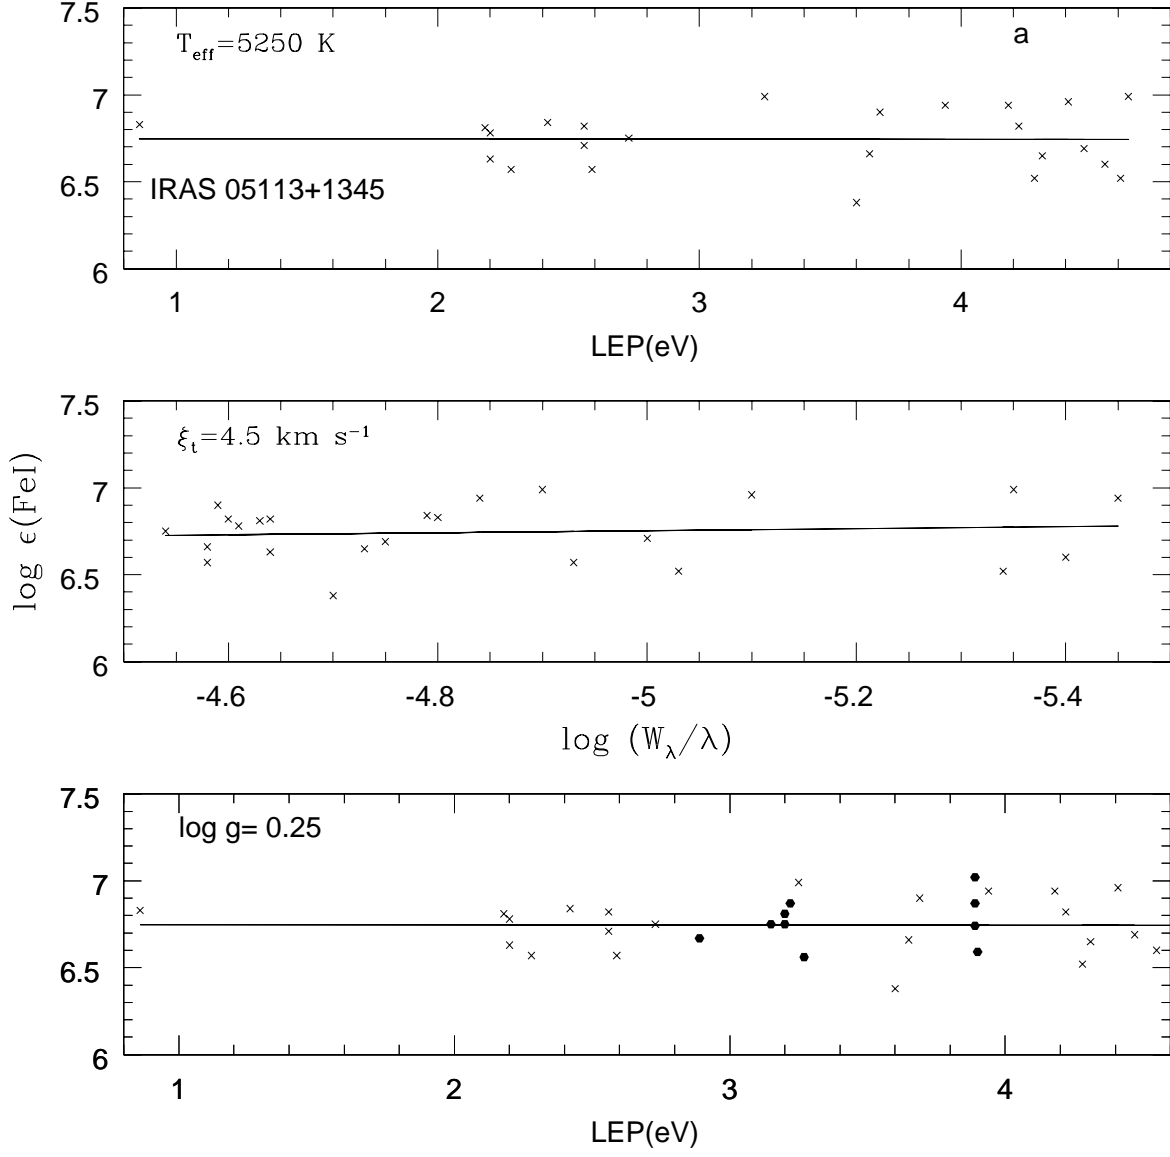 7.5
7
6.5
6
T_eff=5250 K
a
IRAS 05113+1345
1 2 3 4
LEP(eV)
log ϵ(FeI)
7.5
7
6.5
6
ξ_t=4.5 km s⁻¹
-4.6 -4.8 -5 -5.2 -5.4
log (W_λ/λ)
7.5
7
6.5
6
log g= 0.25
1 2 3 4
LEP(eV)